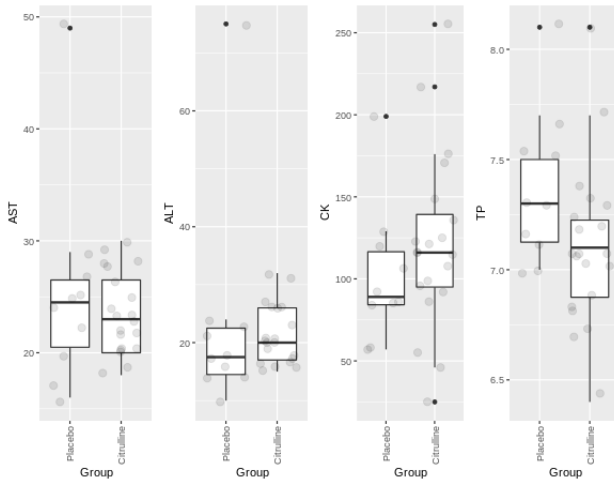 AST
50
40
30
20
Placebo
Citrulline
Group
ALT
60
40
20
Placebo
Citrulline
Group
CK
250
200
150
100
50
Placebo
Citrulline
Group
TP
8.0
7.5
7.0
6.5
Placebo
Citrulline
Group